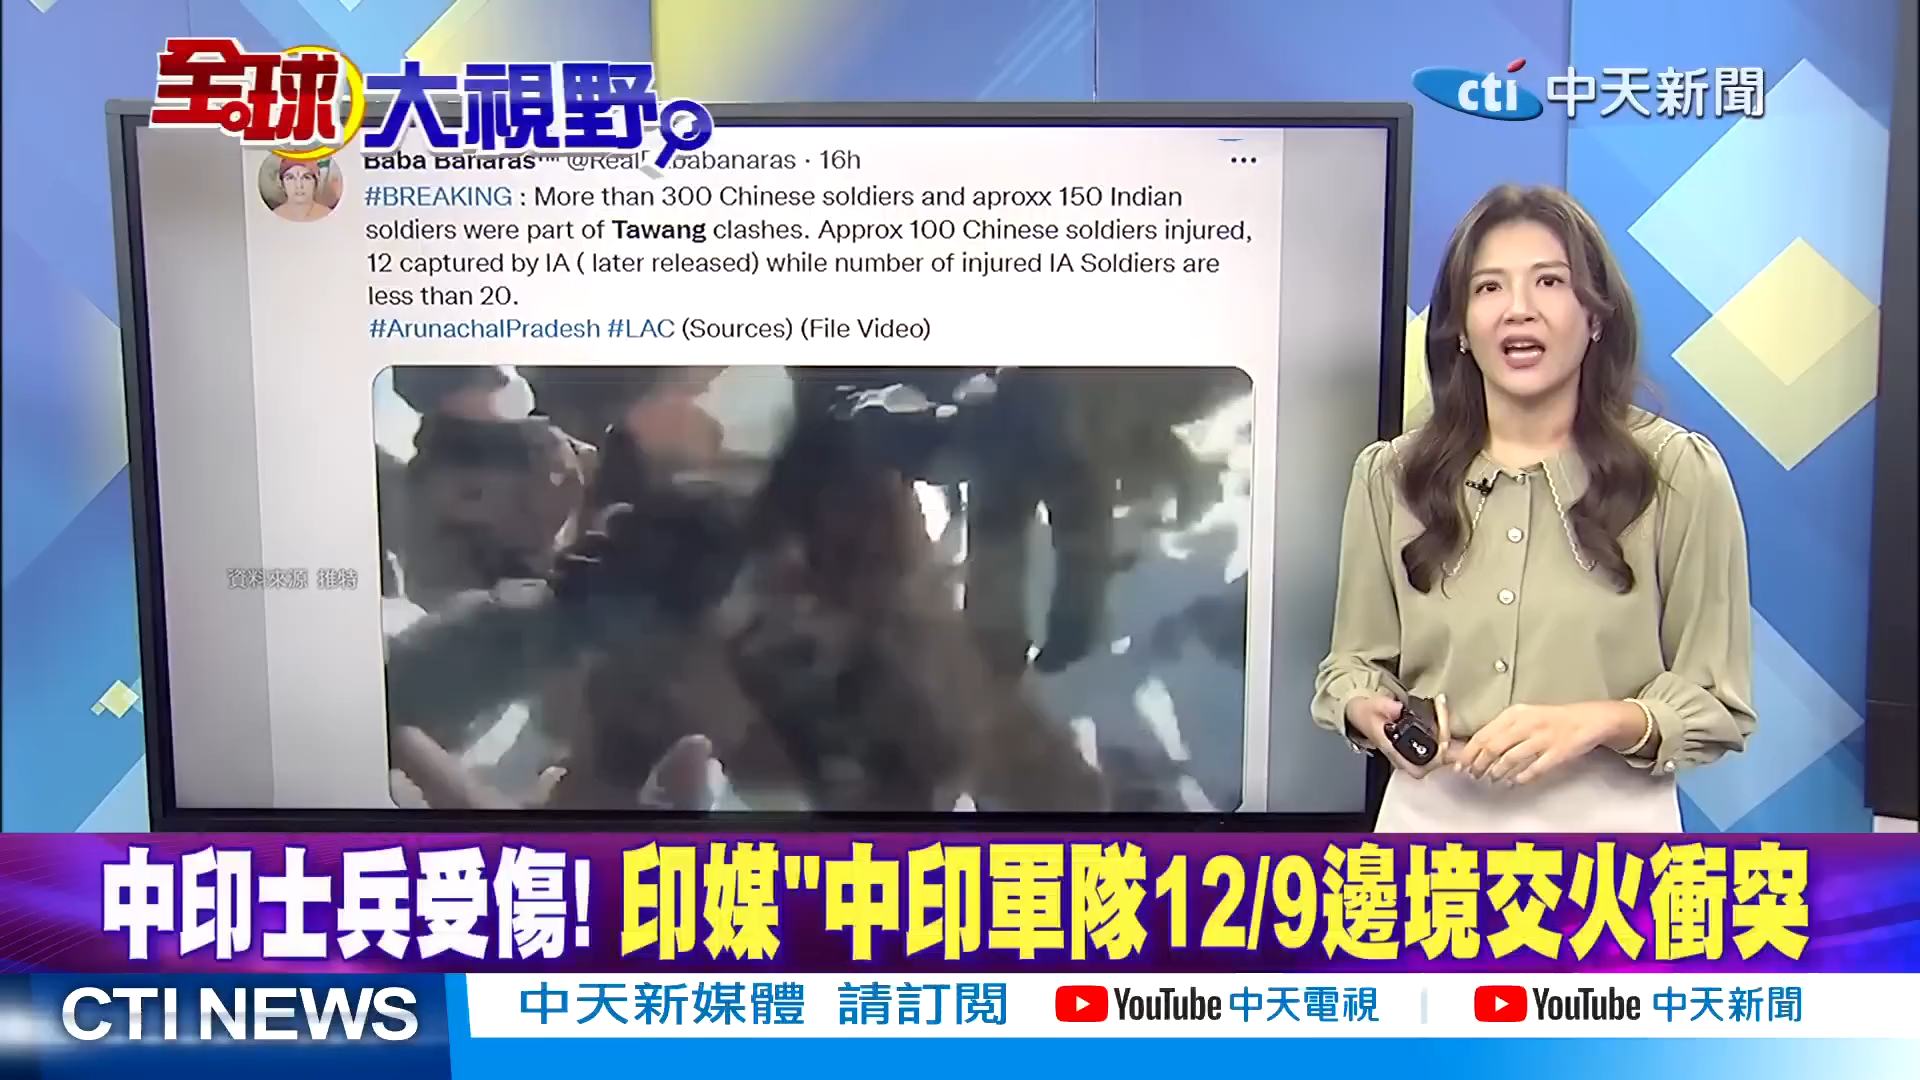 全球大視野
cti 中天新聞
Baba Banaras · 16h
#BREAKING : More than 300 Chinese soldiers and aproxx 150 Indian
soldiers were part of Tawang clashes. Approx 100 Chinese soldiers injured,
12 captured by IA ( later released) while number of injured IA Soldiers are
less than 20.
#ArunachalPradesh #LAC (Sources) (File Video)
資料來源 推特
中印士兵受傷! 印媒"中印軍隊12/9邊境交火衝突
CTI NEWS 中天新媒體 請訂閱 YouTube 中天電視 | YouTube 中天新聞